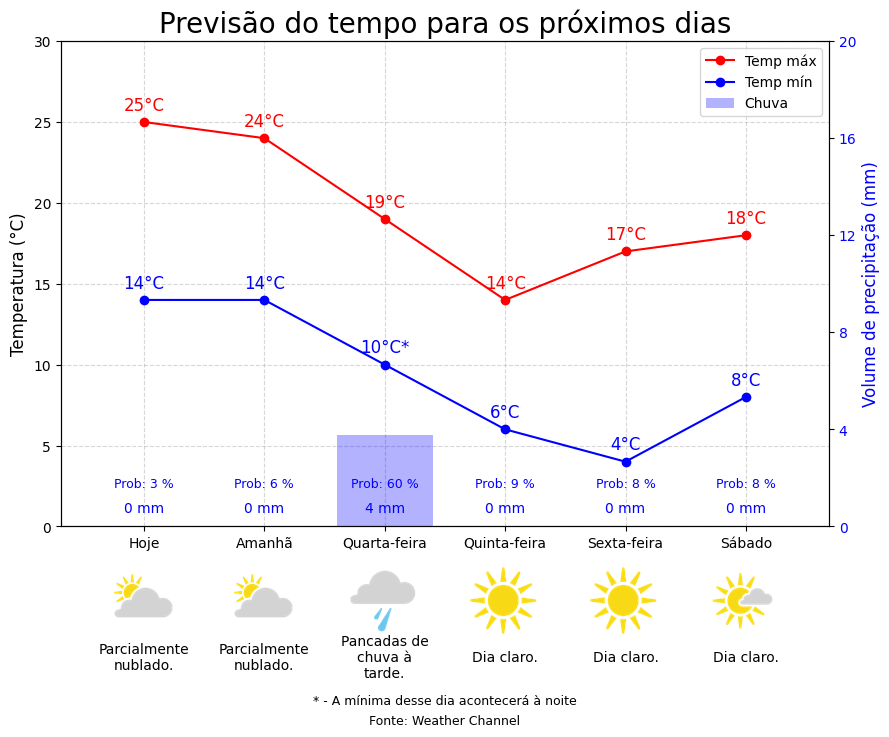 Previsão do tempo para os próximos dias
30
25
20
15
10
5
0
Temperatura (°C)
20
16
12
8
4
0
Volume de precipitação (mm)
Temp máx
Temp mín
Chuva
25°C
24°C
19°C
14°C
17°C
18°C
14°C
14°C
10°C*
6°C
4°C
8°C
Prob: 3 %
Prob: 6 %
Prob: 60 %
Prob: 9 %
Prob: 8 %
Prob: 8 %
0 mm
0 mm
4 mm
0 mm
0 mm
0 mm
Hoje
Amanhã
Quarta-feira
Quinta-feira
Sexta-feira
Sábado
Parcialmente
nublado.
Parcialmente
nublado.
Pancadas de
chuva à
tarde.
Dia claro.
Dia claro.
Dia claro.
* - A mínima desse dia acontecerá à noite
Fonte: Weather Channel